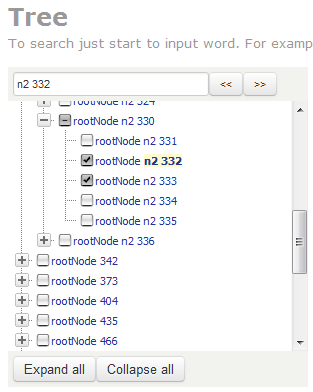 Tree
To search just start to input word. For examp
n2 332 << >>
rootNode n2 324
rootNode n2 330
rootNode n2 331
rootNode n2 332
rootNode n2 333
rootNode n2 334
rootNode n2 335
rootNode n2 336
rootNode 342
rootNode 373
rootNode 404
rootNode 435
rootNode 466
Expand all Collapse all